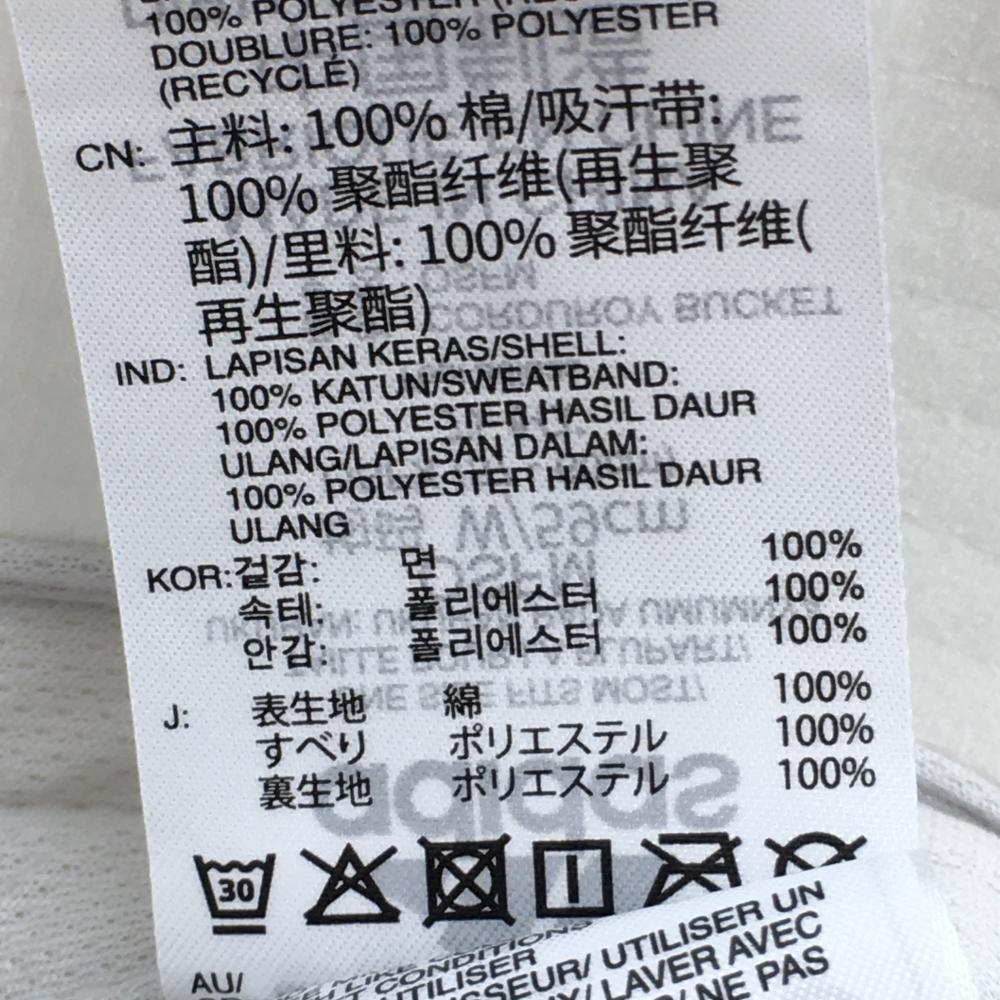 100% POLYESTER
DOUBLURE: 100% POLYESTER
(RECYCLÉ)
CN: 主料: 100% 棉/吸汗带:
100% 聚酯纤维(再生聚
酯)/里料: 100% 聚酯纤维(
再生聚酯)
IND: LAPISAN KERAS/SHELL:
100% KATUN/SWEATBAND:
100% POLYESTER HASIL DAUR
ULANG/LAPISAN DALAM:
100% POLYESTER HASIL DAUR
ULANG
KOR:겉감: 면 100%
속테: 폴리에스터 100%
안감: 폴리에스터 100%
J: 表生地 綿 100%
すべり ポリエステル 100%
裏生地 ポリエステル 100%
30
CONDITIONS
UTILISER
UTILISER UN
LAVER AVEC
NE PAS
AU/